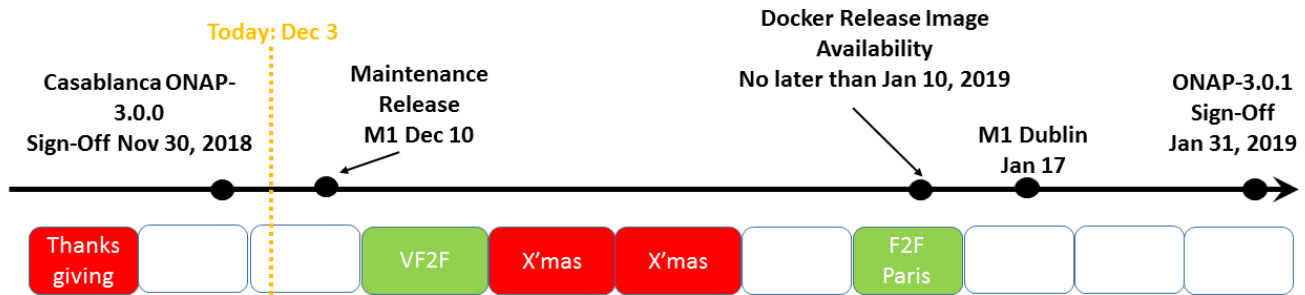 Today: Dec 3
Casablanca ONAP-
3.0.0
Sign-Off Nov 30, 2018
Maintenance
Release
M1 Dec 10
Docker Release Image
Availability
No later than Jan 10, 2019
M1 Dublin
Jan 17
ONAP-3.0.1
Sign-Off
Jan 31, 2019
Thanks
giving
VF2F
X'mas
X'mas
F2F
Paris